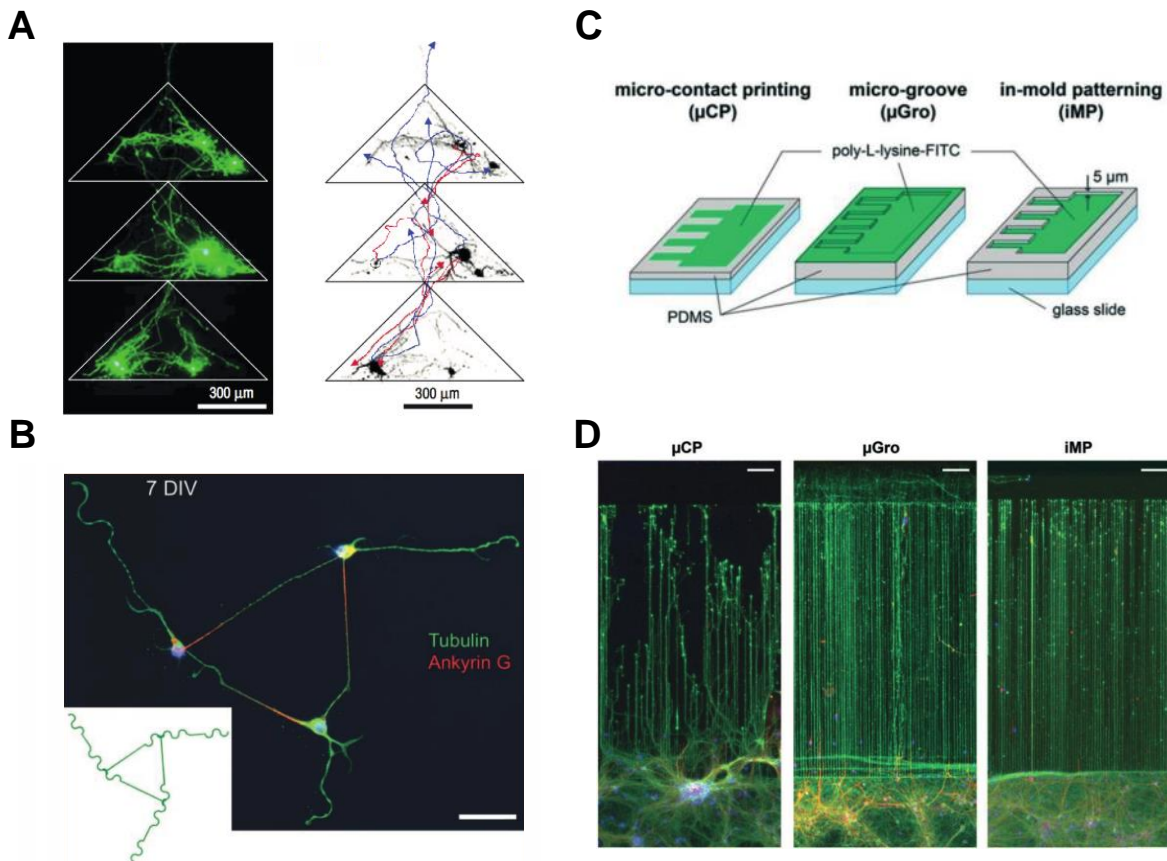 A
300 μm
300 μm
B
7 DIV
Tubulin
Ankyrin G
C
micro-contact printing
(μCP)
micro-groove
(μGro)
in-mold patterning
(iMP)
poly-L-lysine-FITC
5 μm
PDMS
glass slide
D
μCP
μGro
iMP